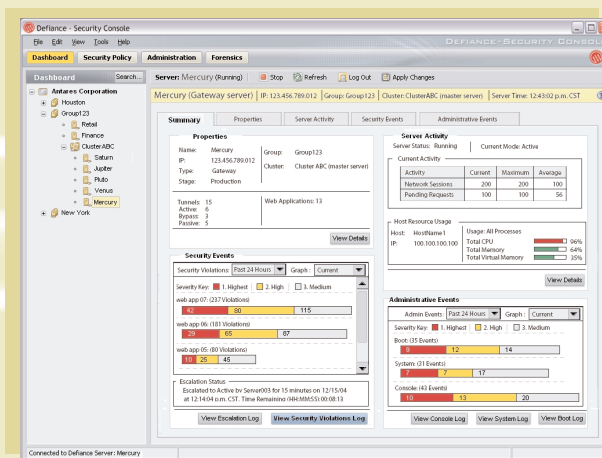 Defiance - Security Console
File Edit View Tools Help
DEFIANCE SECURITY CONSOL
Dashboard Security Policy Administration Forensics
Dashboard Search...
Server: Mercury (Running) Stop Refresh Log Out Apply Changes
Antares Corporation
Houston
Group123
Retail
Finance
ClusterABC
Saturn
Jupiter
Pluto
Venus
Mercury
New York
Mercury (Gateway server) IP: 123.456.789.012 Group: Group123 Cluster: ClusterABC (master server) Server Time: 12:43:02 p.m. CST
Summary Properties Server Activity Security Events Administrative Events
Properties
Name: Mercury
IP: 123.456.789.012
Type: Gateway
Stage: Production
Group: Group123
Cluster: Cluster ABC (master server)
Tunnels: 15
Active: 6
Bypass: 3
Passive: 5
Web Applications: 13
View Details
Security Events
Security Violations: Past 24 Hours Graph : Current
Severity Key: 1. Highest 2. High 3. Medium
web app 07: (237 Violations)
42 80 115
web app 06: (181 Violations)
29 65 87
web app 05: (80 Violations)
10 25 45
Escalation Status
Escalated to Active by Server003 for 15 minutes on 12/15/04
at 12:14:04 p.m. CST. Time Remaining (HH:MM:SS): 00:08:13
View Escalation Log View Security Violations Log
Server Activity
Server Status: Running Current Mode: Active
Current Activity
Activity Current Maximum Average
Network Sessions 200 200 100
Pending Requests 100 100 56
Host Resource Usage
Host: HostName1
IP: 100.100.100.100
Usage: All Processes
Total CPU 96%
Total Memory 64%
Total Virtual Memory 35%
View Details
Administrative Events
Admin Events: Past 24 Hours Graph : Current
Severity Key: 1. Highest 2. High 3. Medium
Boot: (35 Events)
9 12 14
System: (31 Events)
7 7 17
Console: (43 Events)
10 13 20
View Console Log View System Log View Boot Log
Connected to Defiance Server: Mercury